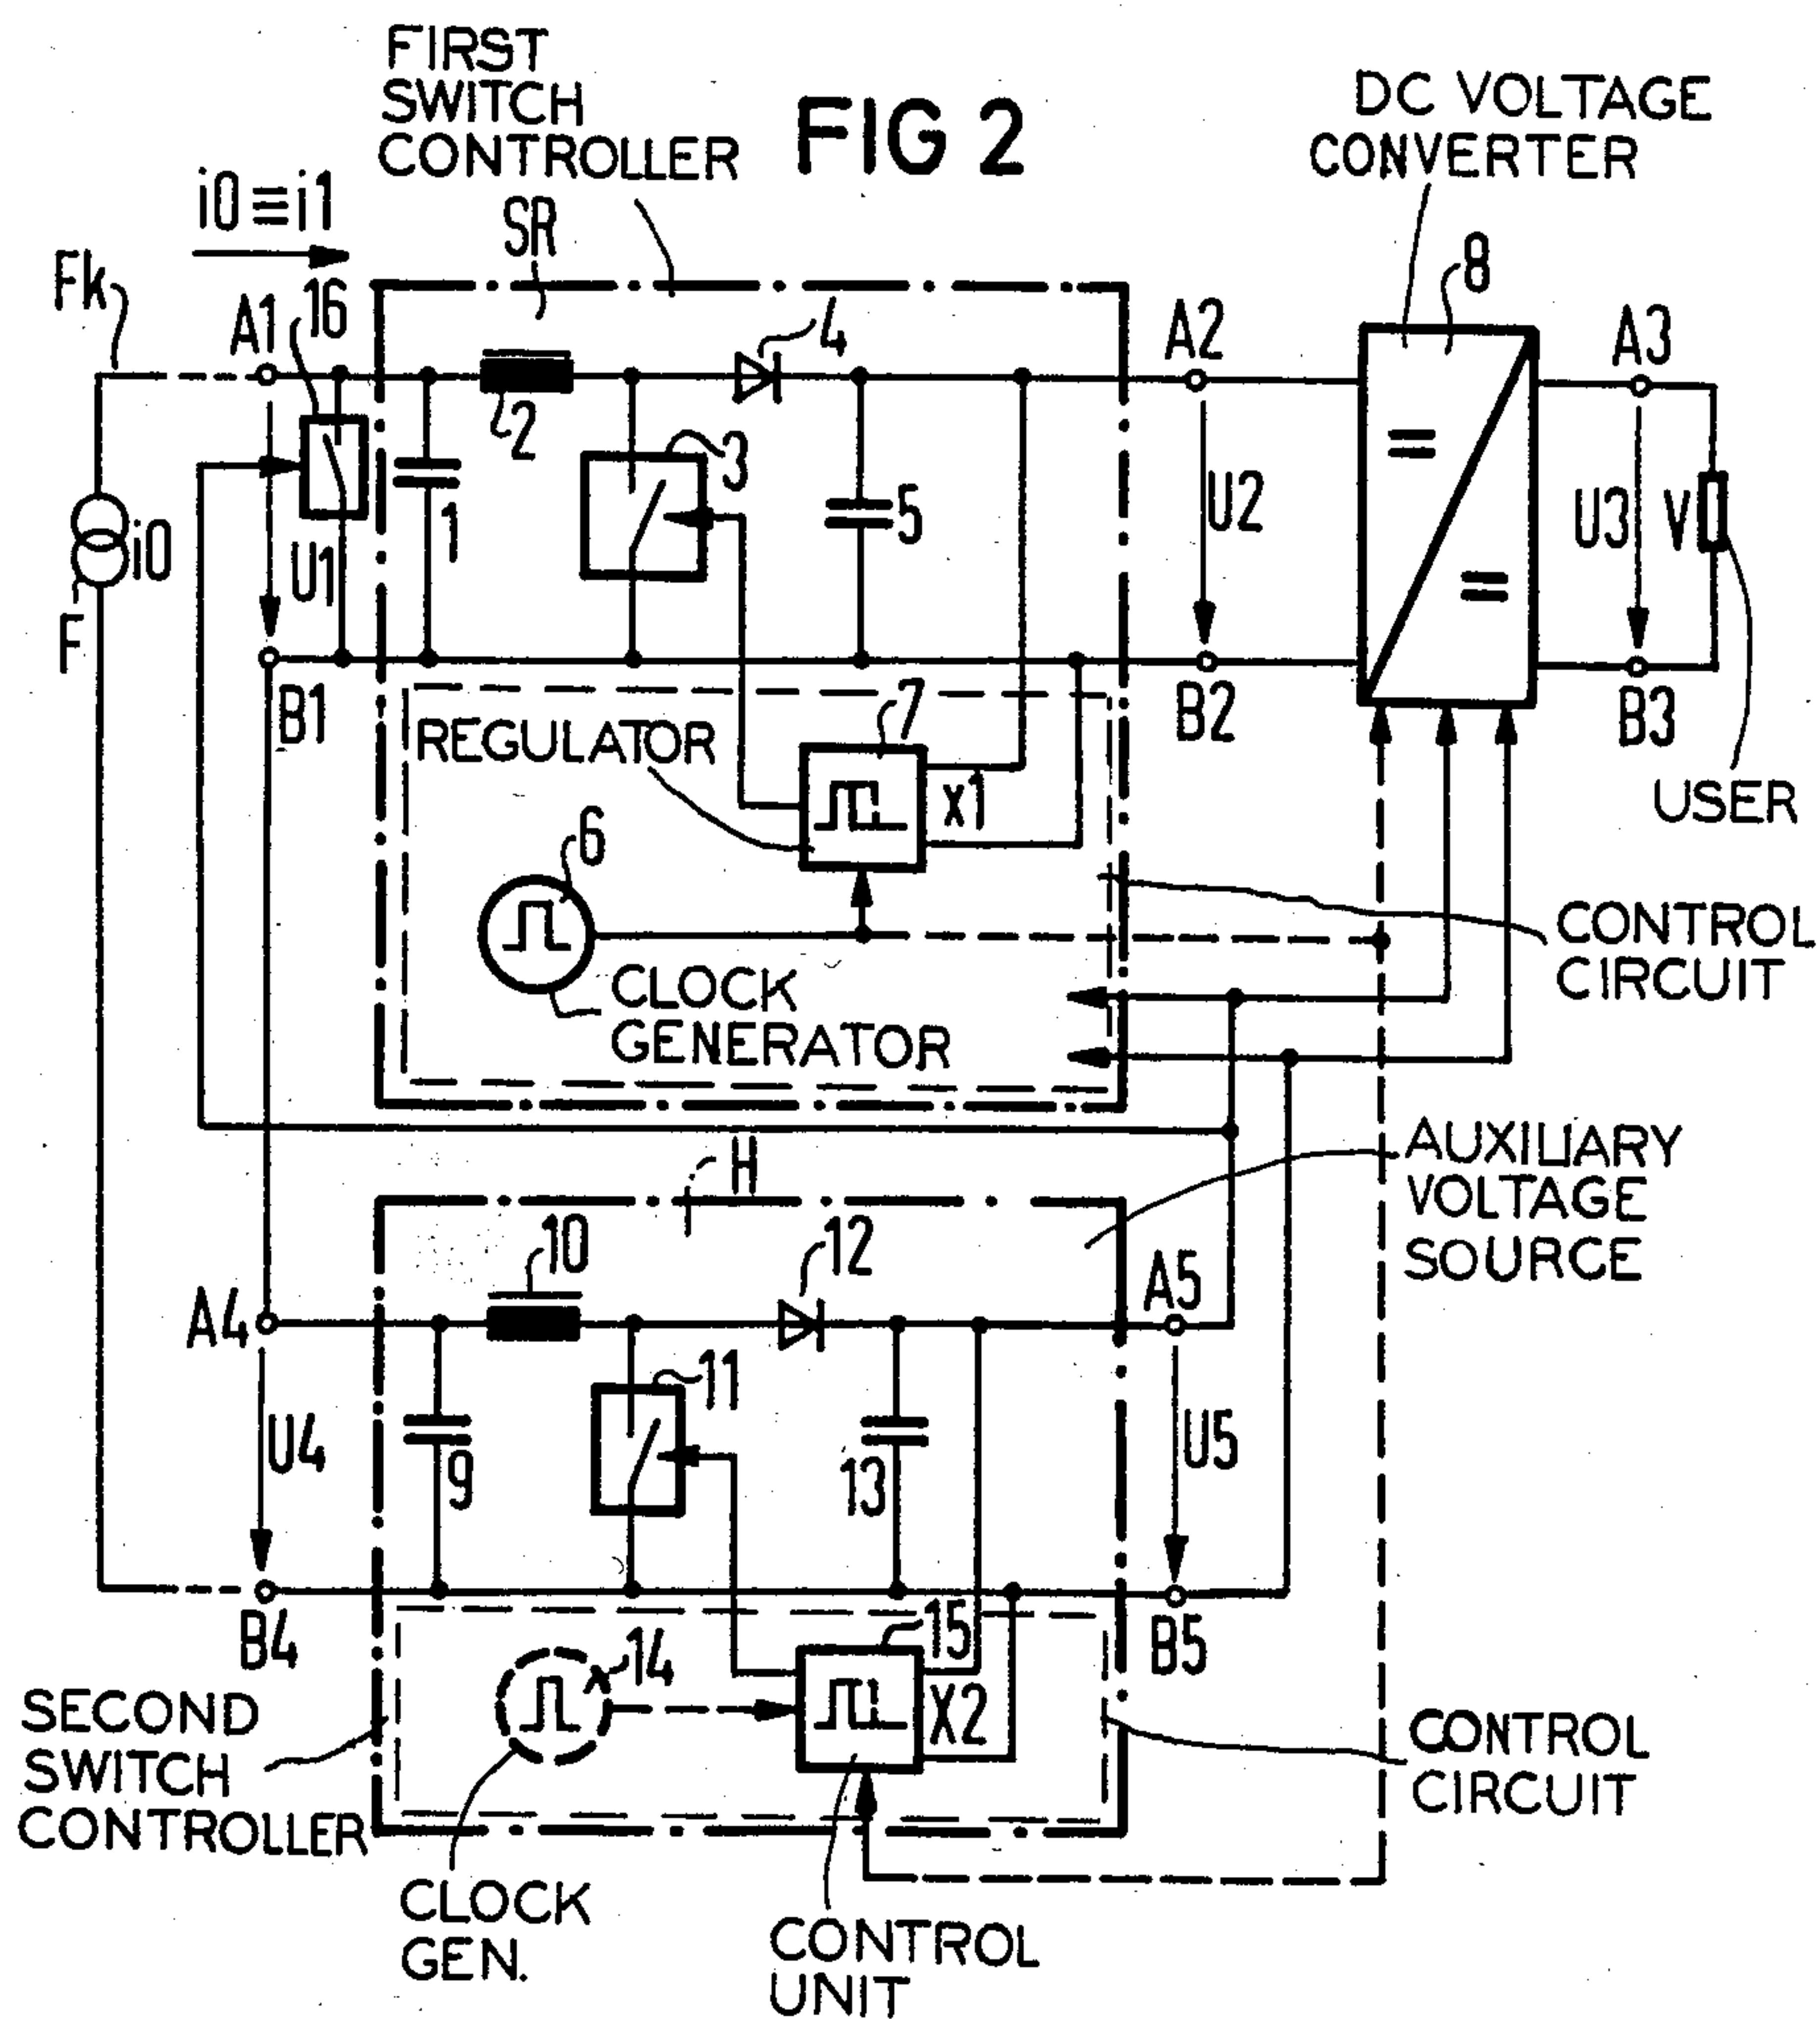 FIRST
SWITCH
CONTROLLER
FIG 2
DC VOLTAGE
CONVERTER
i0≡i1
SR
Fk
A1
16
4
A2
8
A3
2
3
1
5
U1
U2
U3
V
i0
F
B1
B2
B3
REGULATOR
7
x1
USER
6
CLOCK
GENERATOR
CONTROL
CIRCUIT
H
AUXILIARY
VOLTAGE
SOURCE
10
12
A5
A4
11
U4
9
13
U5
B4
14
15
B5
X2
SECOND
SWITCH
CONTROLLER
CONTROL
CIRCUIT
CLOCK
GEN.
CONTROL
UNIT